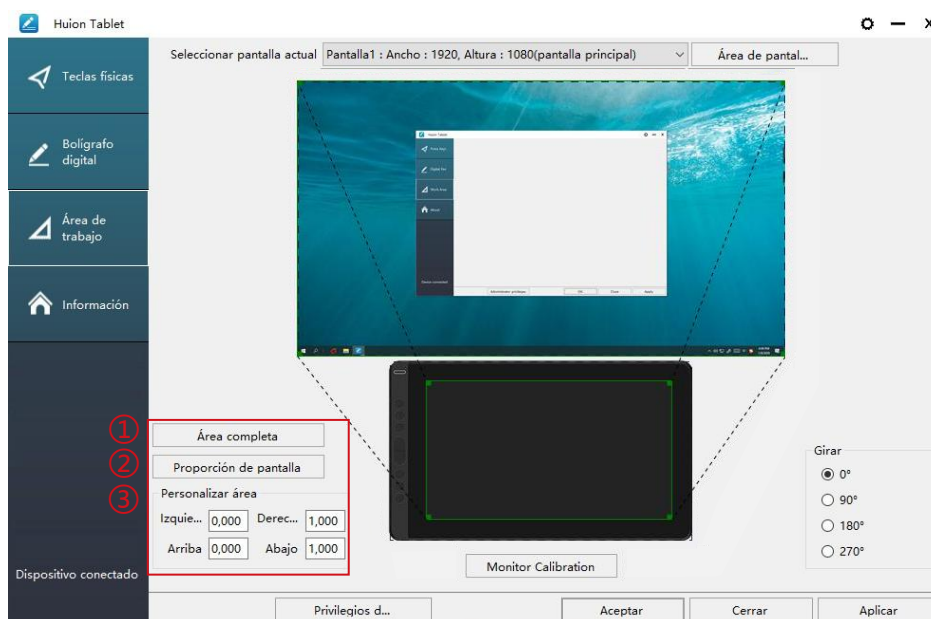 Huion Tablet
Seleccionar pantalla actual Pantalla1 : Ancho : 1920, Altura : 1080(pantalla principal) Área de pantal...
Teclas físicas
Bolígrafo
digital
Área de
trabajo
Información
Huion Tablet
① Área completa
② Proporción de pantalla
③ Personalizar área
Izquie... 0,000 Derec... 1,000
Arriba 0,000 Abajo 1,000
Girar
0°
90°
180°
270°
Monitor Calibration
Dispositivo conectado
Privilegios d... Aceptar Cerrar Aplicar